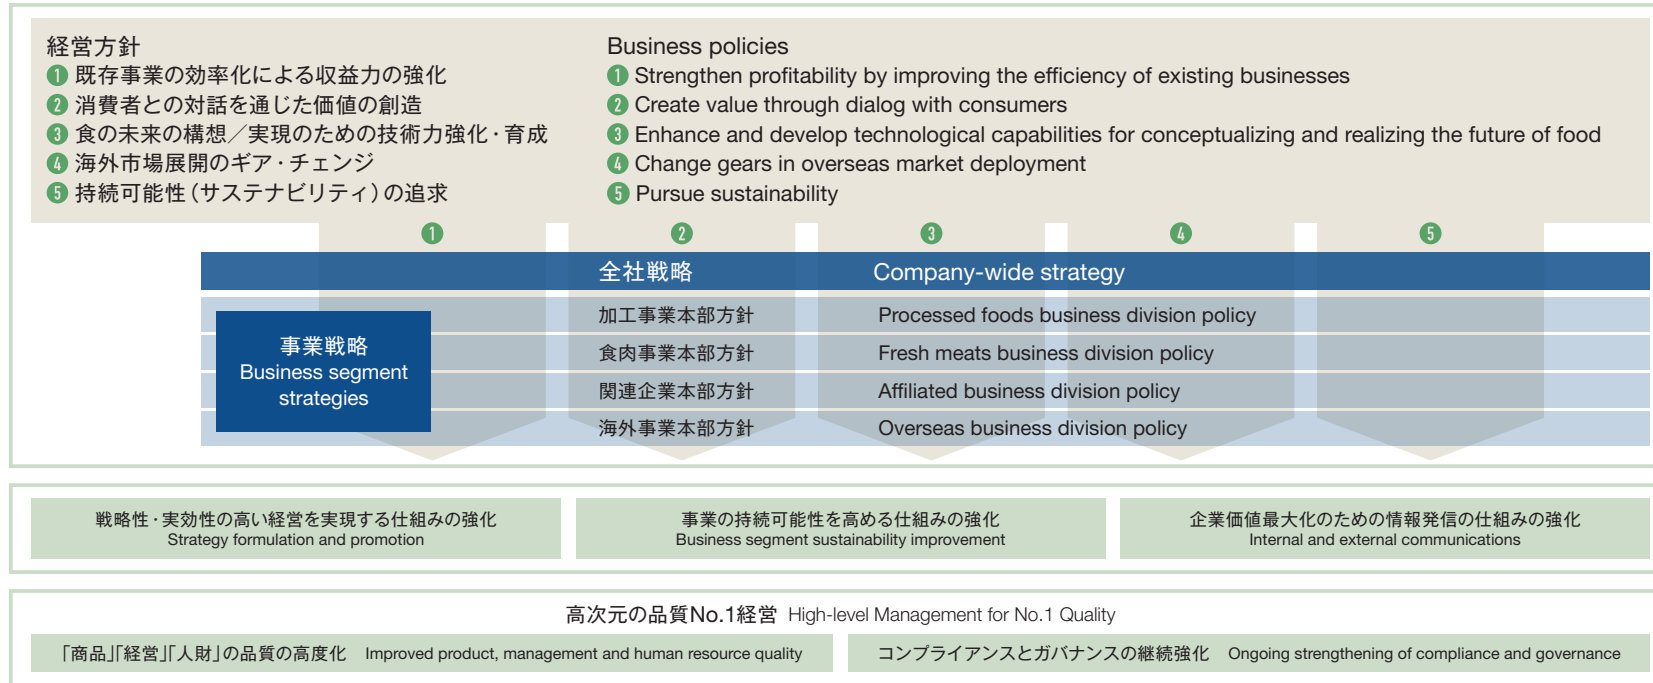 経営方針
① 既存事業の効率化による収益力の強化
② 消費者との対話を通じた価値の創造
③ 食の未来の構想／実現のための技術力強化・育成
④ 海外市場展開のギア・チェンジ
⑤ 持続可能性（サステナビリティ）の追求
Business policies
① Strengthen profitability by improving the efficiency of existing businesses
② Create value through dialog with consumers
③ Enhance and develop technological capabilities for conceptualizing and realizing the future of food
④ Change gears in overseas market deployment
⑤ Pursue sustainability
① ② ③ ④ ⑤
全社戦略 Company-wide strategy
事業戦略
Business segment
strategies
加工事業本部方針 Processed foods business division policy
食肉事業本部方針 Fresh meats business division policy
関連企業本部方針 Affiliated business division policy
海外事業本部方針 Overseas business division policy
戦略性・実効性の高い経営を実現する仕組みの強化
Strategy formulation and promotion
事業の持続可能性を高める仕組みの強化
Business segment sustainability improvement
企業価値最大化のための情報発信の仕組みの強化
Internal and external communications
高次元の品質No.1経営 High-level Management for No.1 Quality
「商品」「経営」「人財」の品質の高度化 Improved product, management and human resource quality
コンプライアンスとガバナンスの継続強化 Ongoing strengthening of compliance and governance